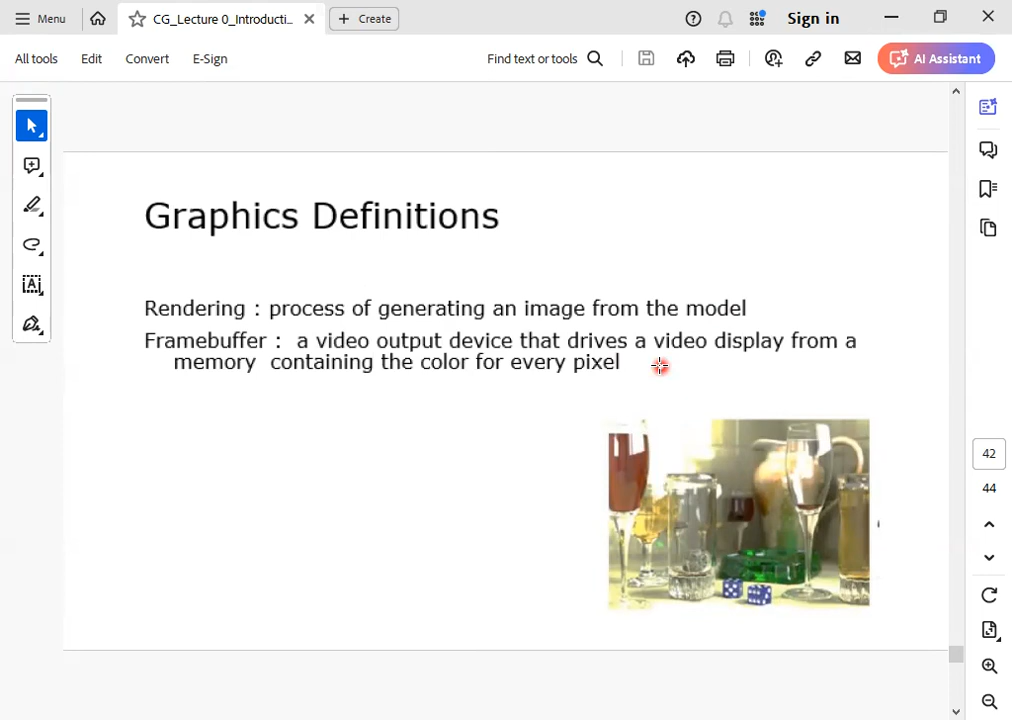 Menu
CG_Lecture 0_Introducti...
Create
Sign in
All tools
Edit
Convert
E-Sign
Find text or tools
AI Assistant
Graphics Definitions
Rendering : process of generating an image from the model
Framebuffer : a video output device that drives a video display from a
memory containing the color for every pixel
42
44